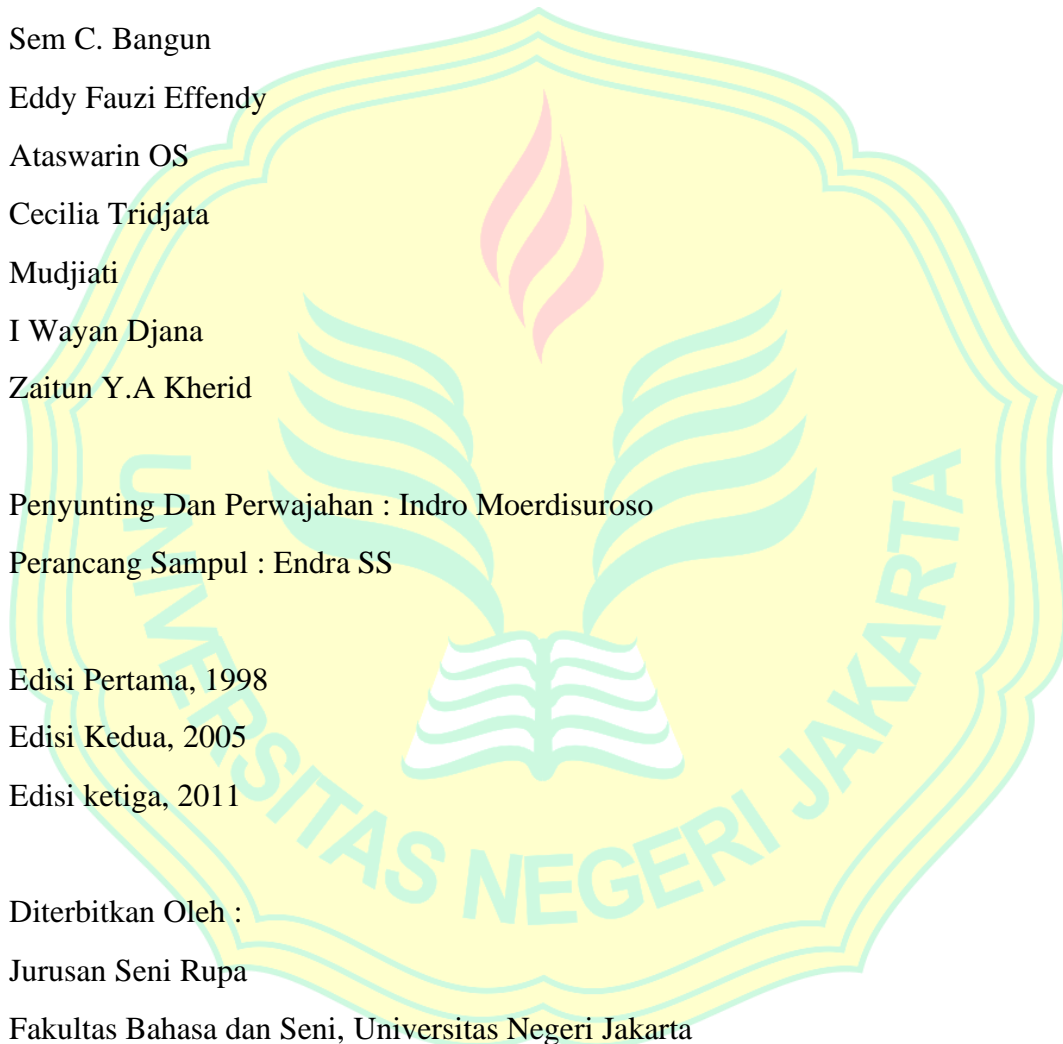 Sem C. Bangun
Eddy Fauzi Effendy
Ataswarin OS
Cecilia Tridjata
Mudjiati
I Wayan Djana
Zaitun Y.A Kherid
Penyunting Dan Perwajahan : Indro Moerdisuroso
Perancang Sampul : Endra SS
Edisi Pertama, 1998
Edisi Kedua, 2005
Edisi ketiga, 2011
Diterbitkan Oleh :
Jurusan Seni Rupa
Fakultas Bahasa dan Seni, Universitas Negeri Jakarta
UNIVERSITAS NEGERI JAKARTA